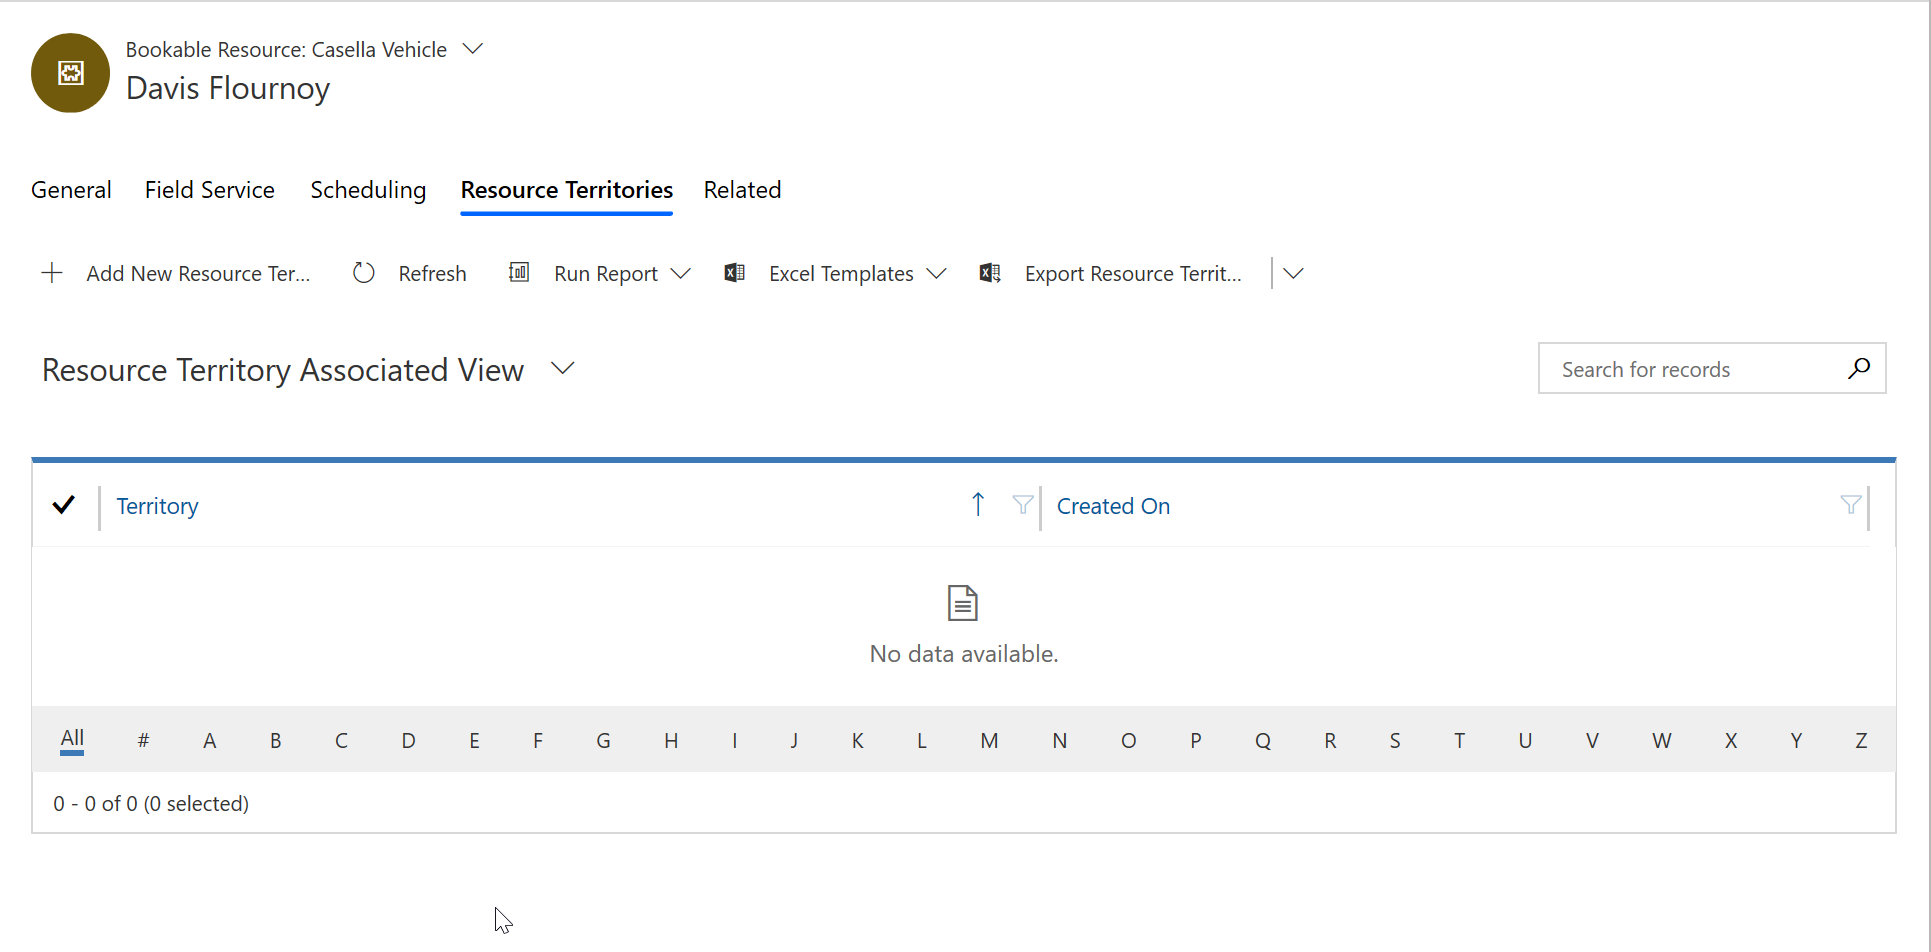 Bookable Resource: Casella Vehicle
Davis Flournoy
General Field Service Scheduling Resource Territories Related
Add New Resource Ter... Refresh Run Report Excel Templates Export Resource Territ...
Resource Territory Associated View
Search for records
Territory Created On
No data available.
All # A B C D E F G H I J K L M N O P Q R S T U V W X Y Z
0 - 0 of 0 (0 selected)